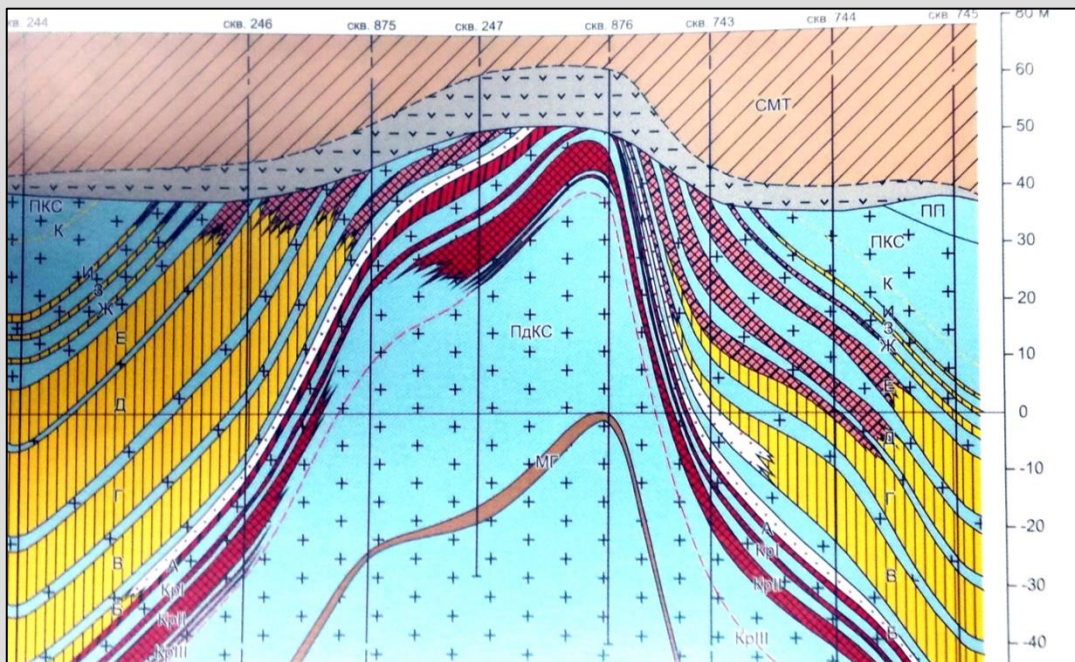 скв. 244 скв. 246 скв. 875 скв. 247 скв. 876 скв. 743 скв. 744 скв. 745
80 м
60
50
40
30
20
10
0
-10
-20
-30
-40
СМТ
ПКС
К
И
З
Ж
Е
Д
Г
В
А
КрI
Б
КрII
КрIII
ПдКС
МГ
ПП
ПКС
К
И
З
Ж
Е
Д
Г
В
А
КрI
КрII
Б
КрIII